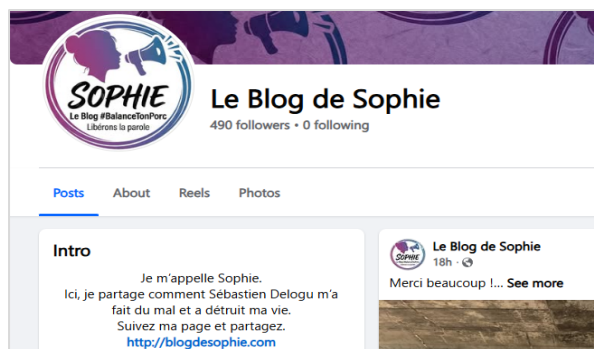 SOPHIE
Le Blog #BalanceTonPorc
Libérons la parole
Le Blog de Sophie
490 followers • 0 following
Posts
About
Reels
Photos
Intro
Je m'appelle Sophie.
Ici, je partage comment Sébastien Delogu m'a
fait du mal et a détruit ma vie.
Suivez ma page et partagez.
http://blogdesophie.com
SOPHIE
Le Blog de Sophie
18h ·
Merci beaucoup !... See more